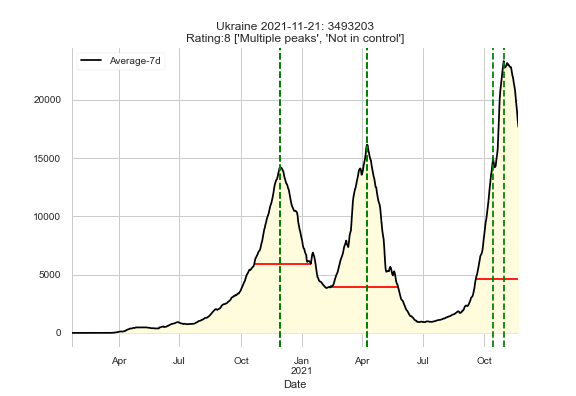 Ukraine 2021-11-21: 3493203
Rating:8 ['Multiple peaks', 'Not in control']
Average-7d
20000
15000
10000
5000
0
Apr Jul Oct Jan Apr Jul Oct
2021
Date